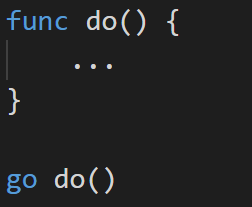 func do() {
    ...
}

go do()